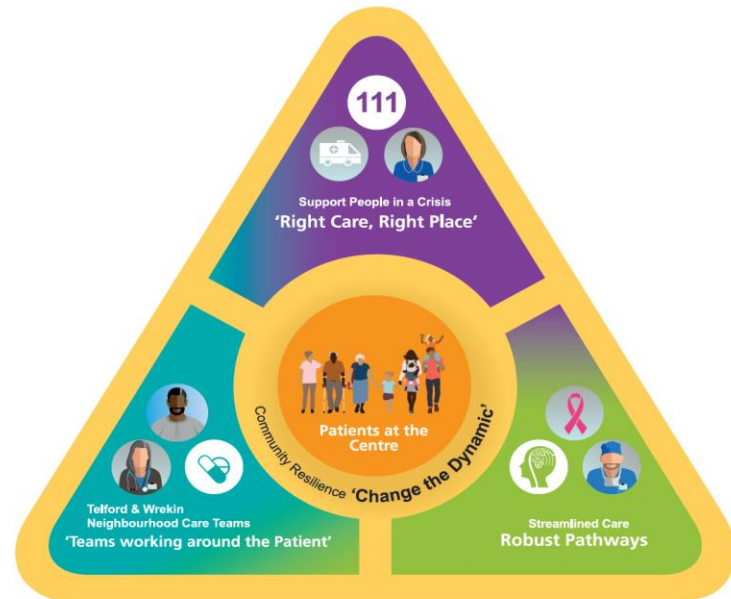 111
Support People in a Crisis
‘Right Care, Right Place’
Patients at the
Centre
Community Resilience ‘Change the Dynamic’
Telford & Wrekin
Neighbourhood Care Teams
‘Teams working around the Patient’
Streamlined Care
Robust Pathways